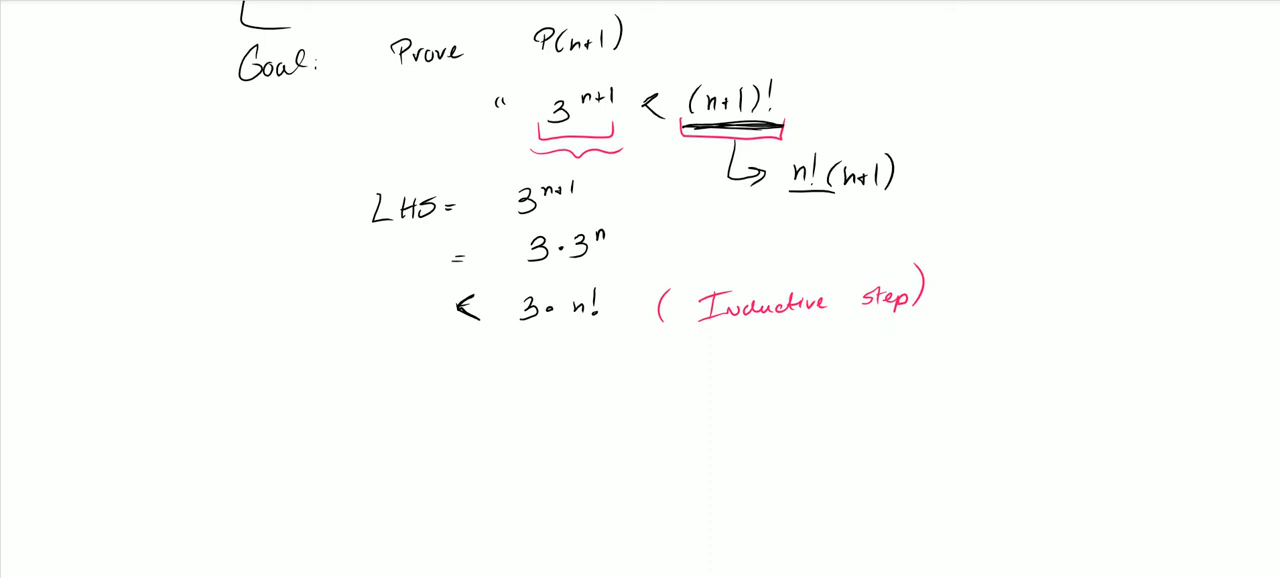 Goal: Prove P(n+1)
“ 3^{n+1} < (n+1)!
↳ n! (n+1)
LHS = 3^{n+1}
= 3 · 3^n
< 3 · n! ( Inductive step)